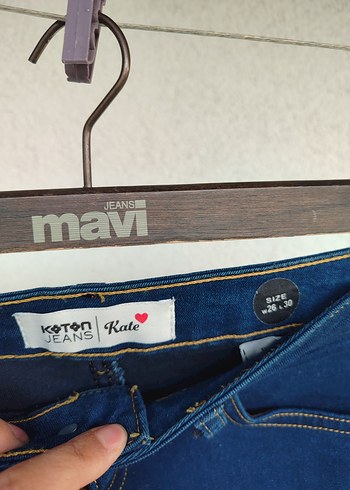 JEANS
mavi
KOTON
JEANS
Kate
SIZE
W26 L30